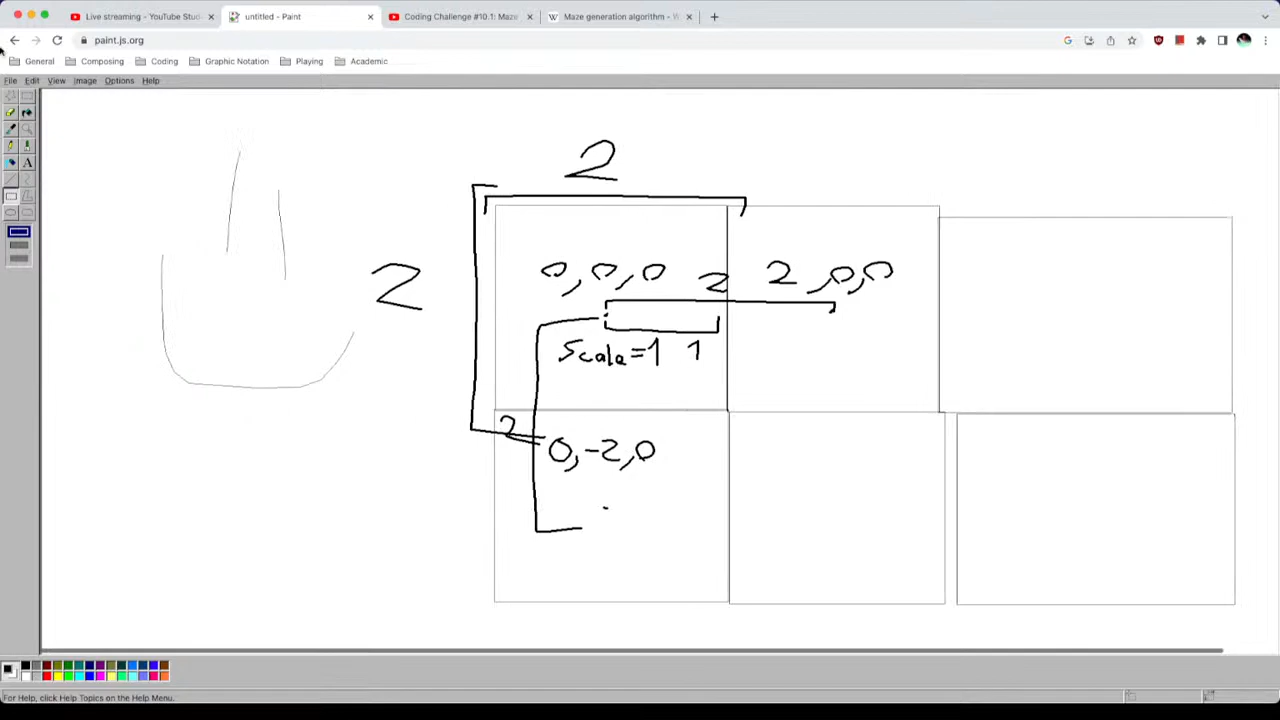 Live streaming - YouTube Stud
untitled - Paint
Coding Challenge #10.1: Maze
Maze generation algorithm - W
paint.js.org
General
Composing
Coding
Graphic Notation
Playing
Academic
File Edit View Image Options Help
2
2
0,0,0
2
2,0,0
Scale=1
1
2
0,-2,0
For Help, click Help Topics on the Help Menu.